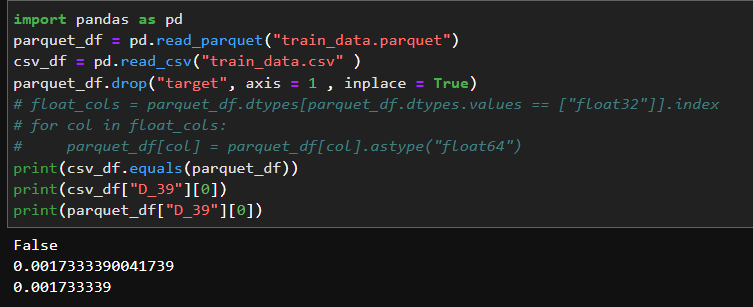 import pandas as pd
parquet_df = pd.read_parquet("train_data.parquet")
csv_df = pd.read_csv("train_data.csv" )
parquet_df.drop("target", axis = 1 , inplace = True)
# float_cols = parquet_df.dtypes[parquet_df.dtypes.values == ["float32"]].index
# for col in float_cols:
#     parquet_df[col] = parquet_df[col].astype("float64")
print(csv_df.equals(parquet_df))
print(csv_df["D_39"][0])
print(parquet_df["D_39"][0])
False
0.0017333390041739
0.001733339